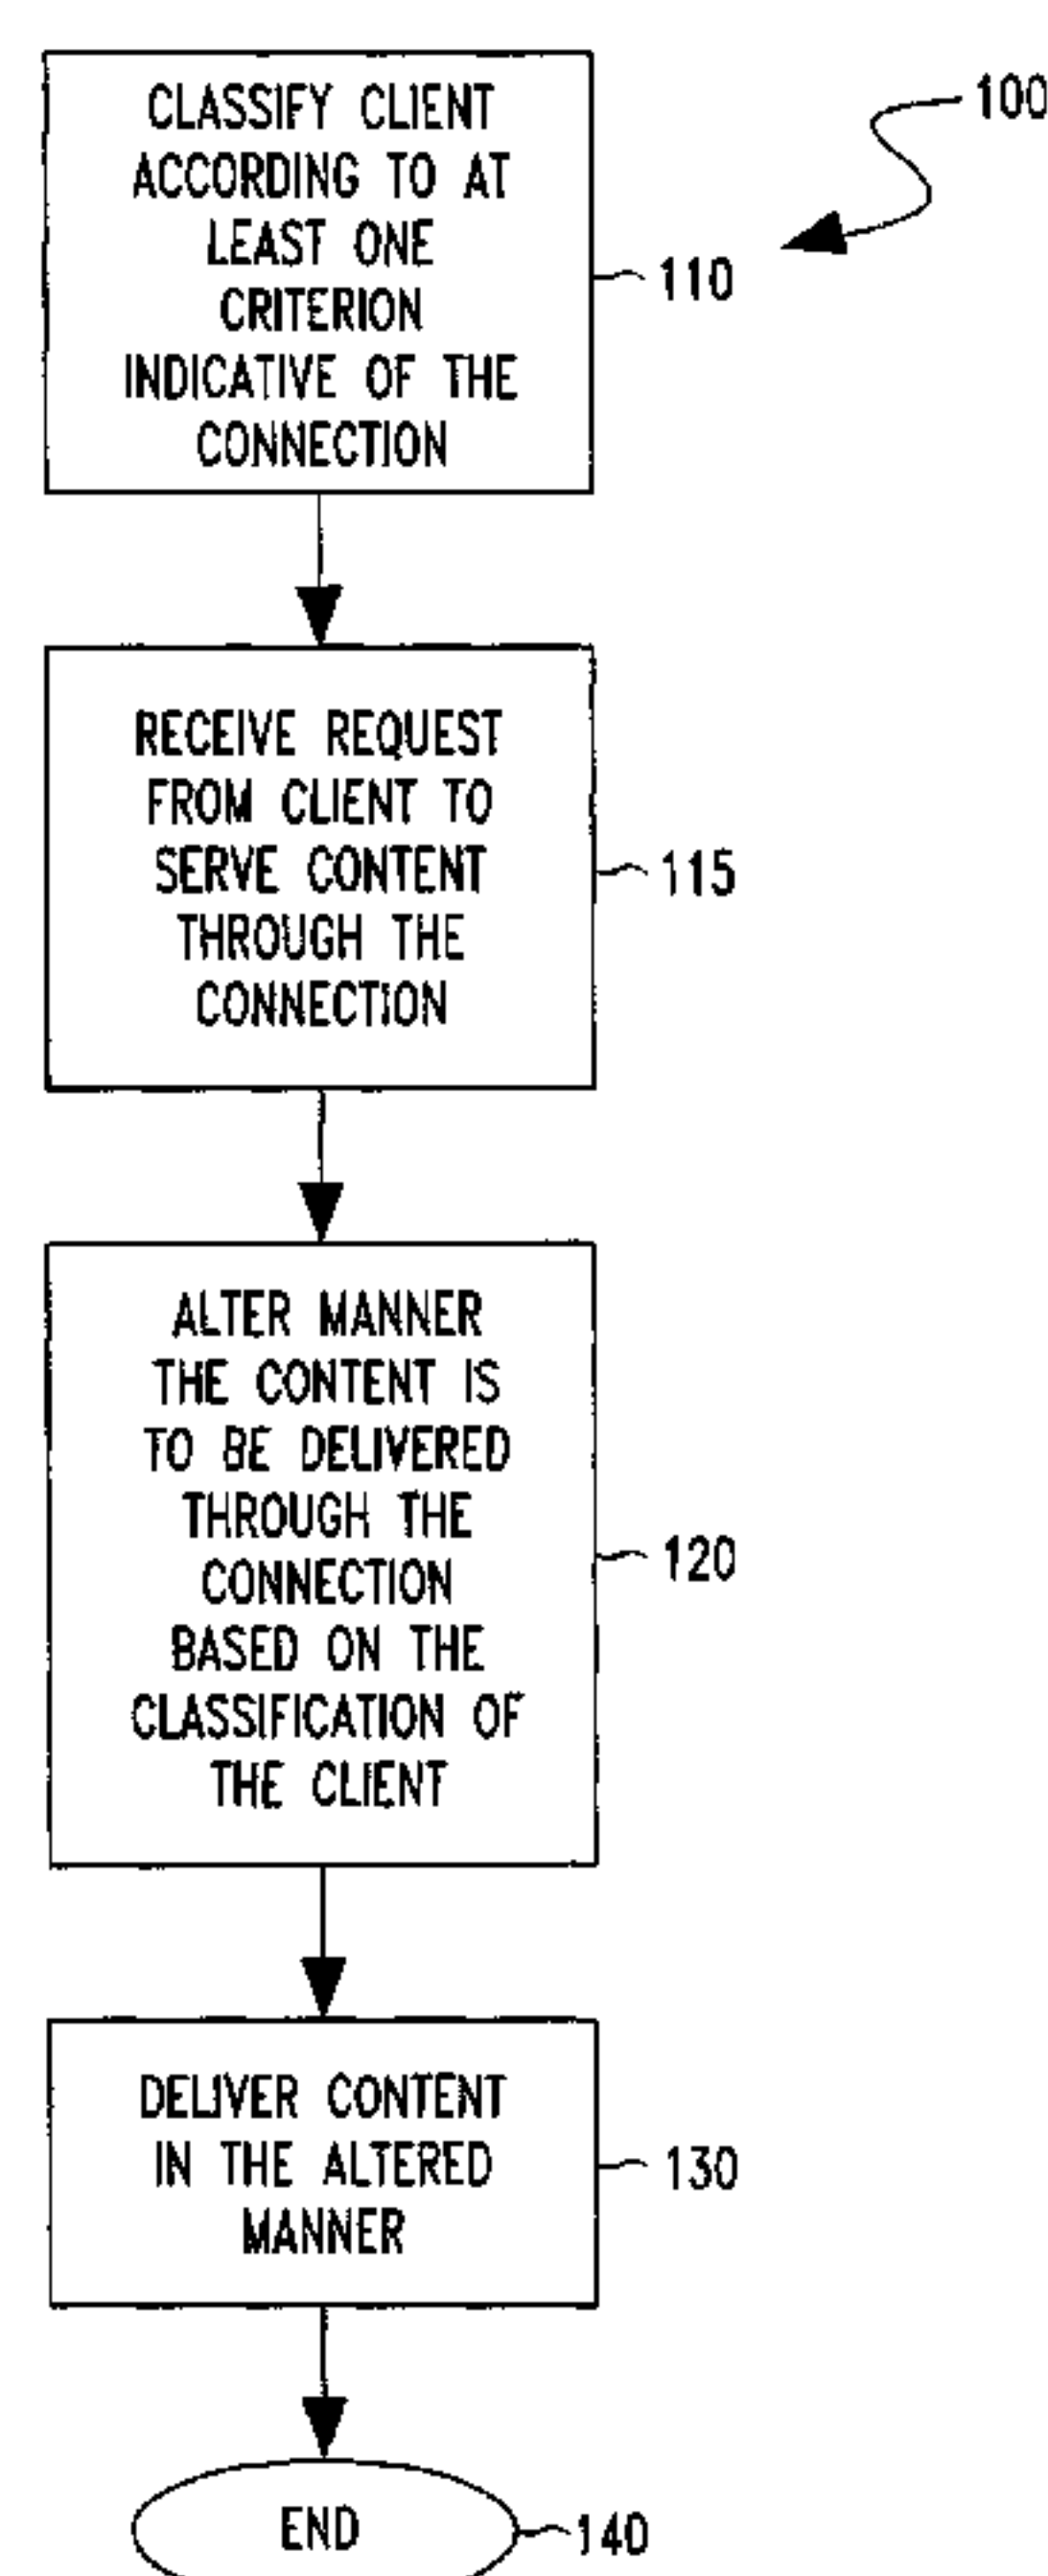 100
CLASSIFY CLIENT
ACCORDING TO AT
LEAST ONE
CRITERION
INDICATIVE OF THE
CONNECTION
110
RECEIVE REQUEST
FROM CLIENT TO
SERVE CONTENT
THROUGH THE
CONNECTION
115
ALTER MANNER
THE CONTENT IS
TO BE DELIVERED
THROUGH THE
CONNECTION
BASED ON THE
CLASSIFICATION OF
THE CLIENT
120
DELIVER CONTENT
IN THE ALTERED
MANNER
130
END
140